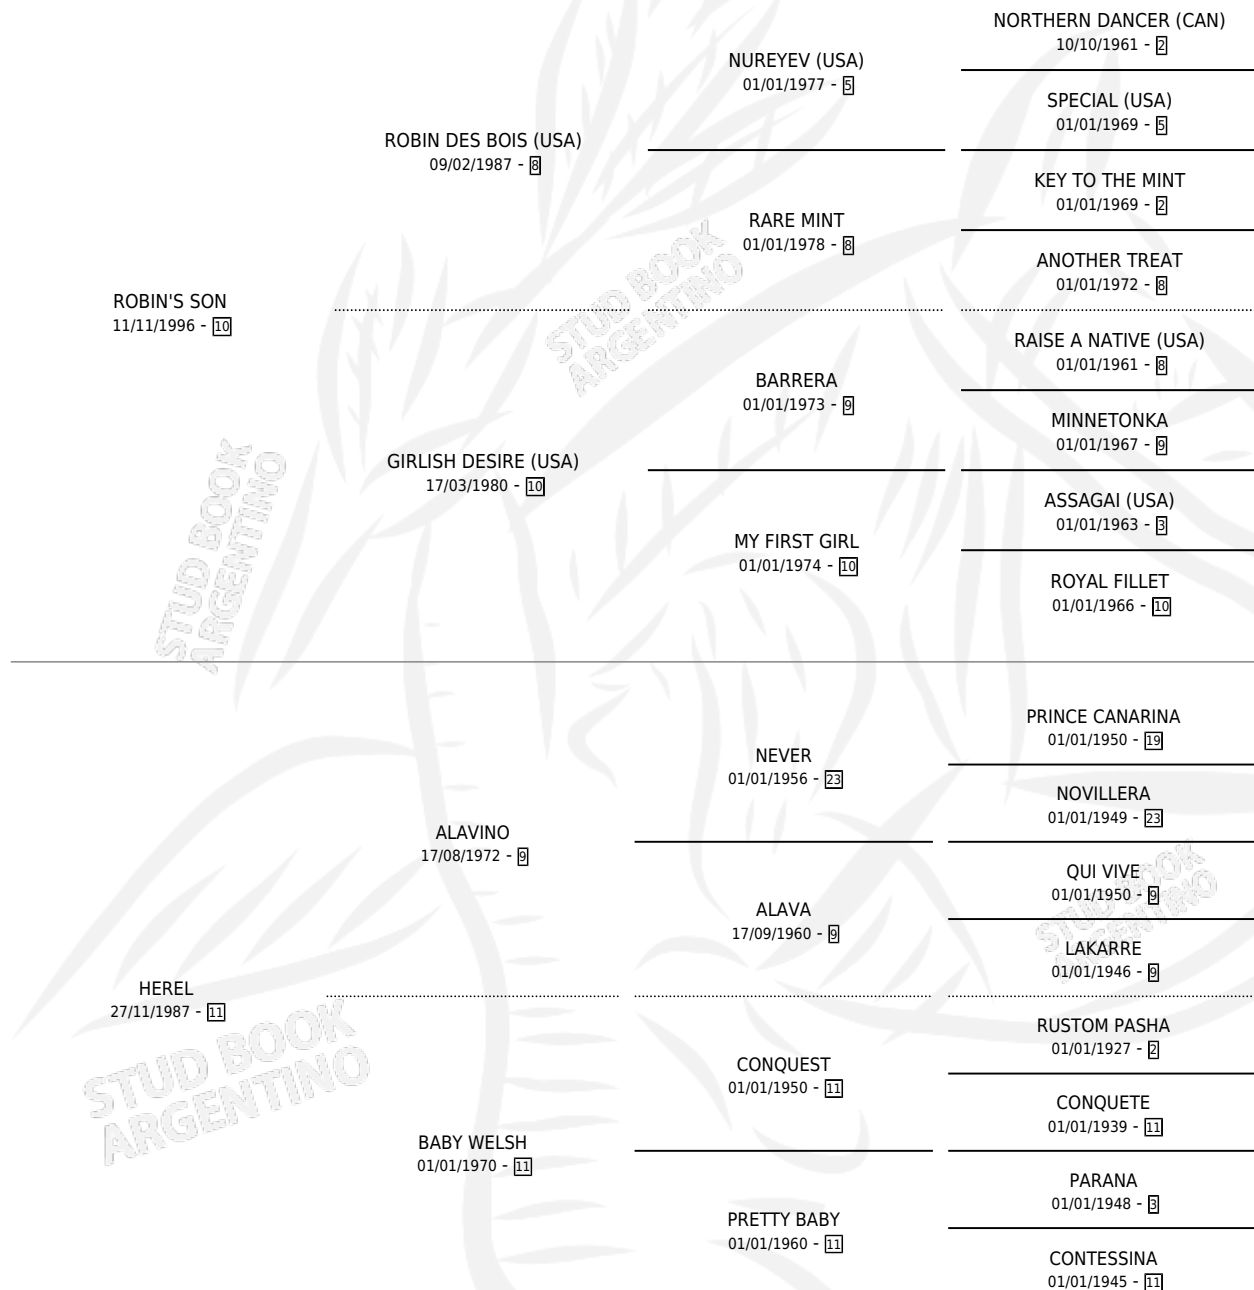 NORTHERN DANCER (CAN)
10/10/1961 - 2
NUREYEV (USA)
01/01/1977 - 5
SPECIAL (USA)
01/01/1969 - 5
ROBIN DES BOIS (USA)
09/02/1987 - 8
KEY TO THE MINT
01/01/1969 - 2
RARE MINT
01/01/1978 - 8
ANOTHER TREAT
01/01/1972 - 8
ROBIN'S SON
11/11/1996 - 10
STUD BOOK
ARGENTINO
RAISE A NATIVE (USA)
01/01/1961 - 8
BARRERA
01/01/1973 - 9
MINNETONKA
01/01/1967 - 9
GIRLISH DESIRE (USA)
17/03/1980 - 10
ASSAGAI (USA)
01/01/1963 - 3
MY FIRST GIRL
01/01/1974 - 10
ROYAL FILLET
01/01/1966 - 10
STUD BOOK
ARGENTINO
PRINCE CANARINA
01/01/1950 - 19
NEVER
01/01/1956 - 23
NOVILLERA
01/01/1949 - 23
ALAVINO
17/08/1972 - 9
QUI VIVE
01/01/1950 - 9
ALAVA
17/09/1960 - 9
LAKARRE
01/01/1946 - 9
STUD BOOK
ARGENTINO
HEREL
27/11/1987 - 11
RUSTOM PASHA
01/01/1927 - 2
CONQUEST
01/01/1950 - 11
CONQUETE
01/01/1939 - 11
STUD BOOK
ARGENTINO
BABY WELSH
01/01/1970 - 11
PARANA
01/01/1948 - 3
PRETTY BABY
01/01/1960 - 11
CONTESSINA
01/01/1945 - 11